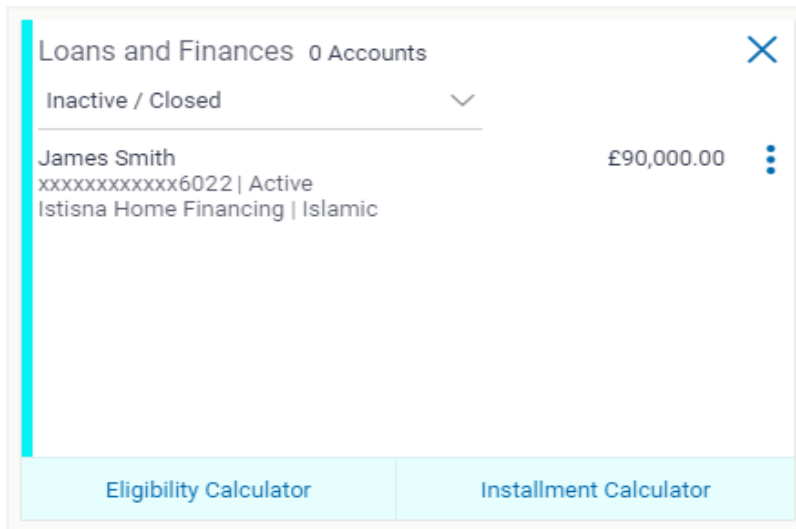 Loans and Finances 0 Accounts
Inactive / Closed
James Smith £90,000.00
xxxxxxxxxxxx6022 | Active
Istisna Home Financing | Islamic
Eligibility Calculator Installment Calculator